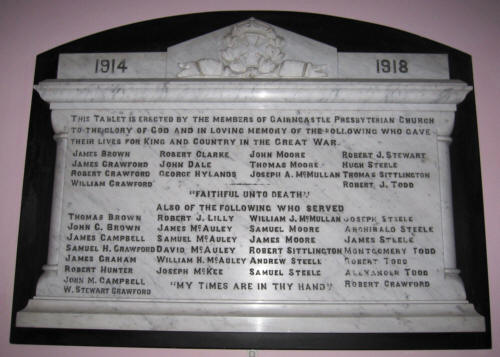 1914 1918
THIS TABLET IS ERECTED BY THE MEMBERS OF CAIRNCASTLE PRESBYTERIAN CHURCH
TO THE GLORY OF GOD AND IN LOVING MEMORY OF THE FOLLOWING WHO GAVE
THEIR LIVES FOR KING AND COUNTRY IN THE GREAT WAR.
JAMES BROWN ROBERT CLARKE JOHN MOORE ROBERT J. STEWART
JAMES CRAWFORD JOHN DALE THOMAS MOORE HUGH STEELE
ROBERT CRAWFORD GEORGE HYLANDS JOSEPH A. MCMULLAN THOMAS SITTLINGTON
WILLIAM CRAWFORD ROBERT J. TODD
"FAITHFUL UNTO DEATH"
ALSO OF THE FOLLOWING WHO SERVED
THOMAS BROWN ROBERT J. LILLY WILLIAM J. MCMULLAN JOSEPH STEELE
JOHN C. BROWN JAMES MCAULEY SAMUEL MOORE ARCHIBALD STEELE
JAMES CAMPBELL SAMUEL MCAULEY JAMES MOORE JAMES STEELE
SAMUEL H. CRAWFORD DAVID MCAULEY ROBERT SITTLINGTON MONTGOMERY TODD
JAMES GRAHAM WILLIAM H. MCAULEY ANDREW STEELE ROBERT TODD
ROBERT HUNTER JOSEPH MCKEE SAMUEL STEELE ALEXANDER TODD
JOHN M. CAMPBELL "MY TIMES ARE IN THY HAND" ROBERT CRAWFORD
W. STEWART CRAWFORD